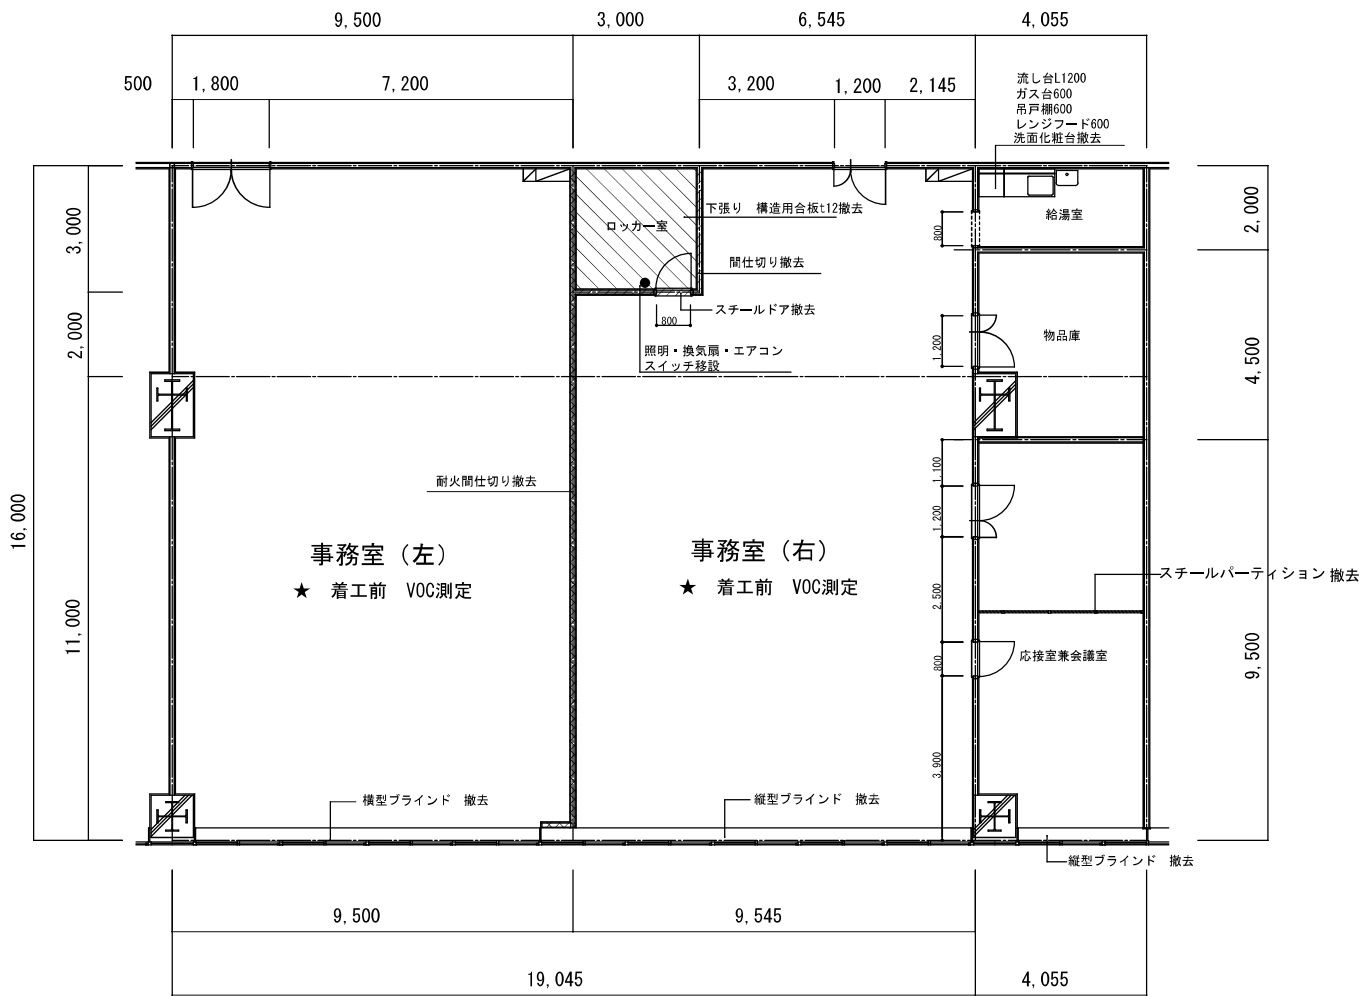 9,500
3,000
6,545
4,055
500
1,800
7,200
3,200
1,200
2,145
流し台L1200
ガス台600
吊戸棚600
レンジフード600
洗面化粧台撤去
3,000
2,000
11,000
16,000
ロッカー室
下張り 構造用合板t12撤去
間仕切り撤去
スチールドア撤去
800
照明・換気扇・エアコン
スイッチ移設
給湯室
800
物品庫
1,200
2,000
4,500
9,500
耐火間仕切り撤去
事務室（左）
★ 着工前 VOC測定
事務室（右）
★ 着工前 VOC測定
1,100
1,200
2,500
800
3,900
スチールパーティション 撤去
応接室兼会議室
横型ブラインド 撤去
縦型ブラインド 撤去
縦型ブラインド 撤去
9,500
9,545
19,045
4,055